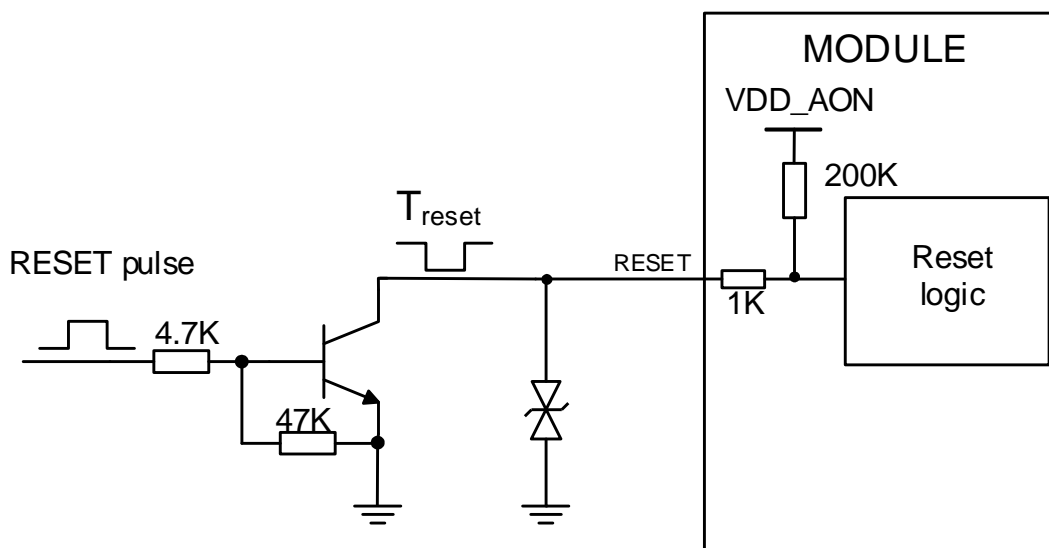 MODULE
VDD_AON
200K
Treset
RESET pulse
RESET
Reset
logic
1K
4.7K
47K